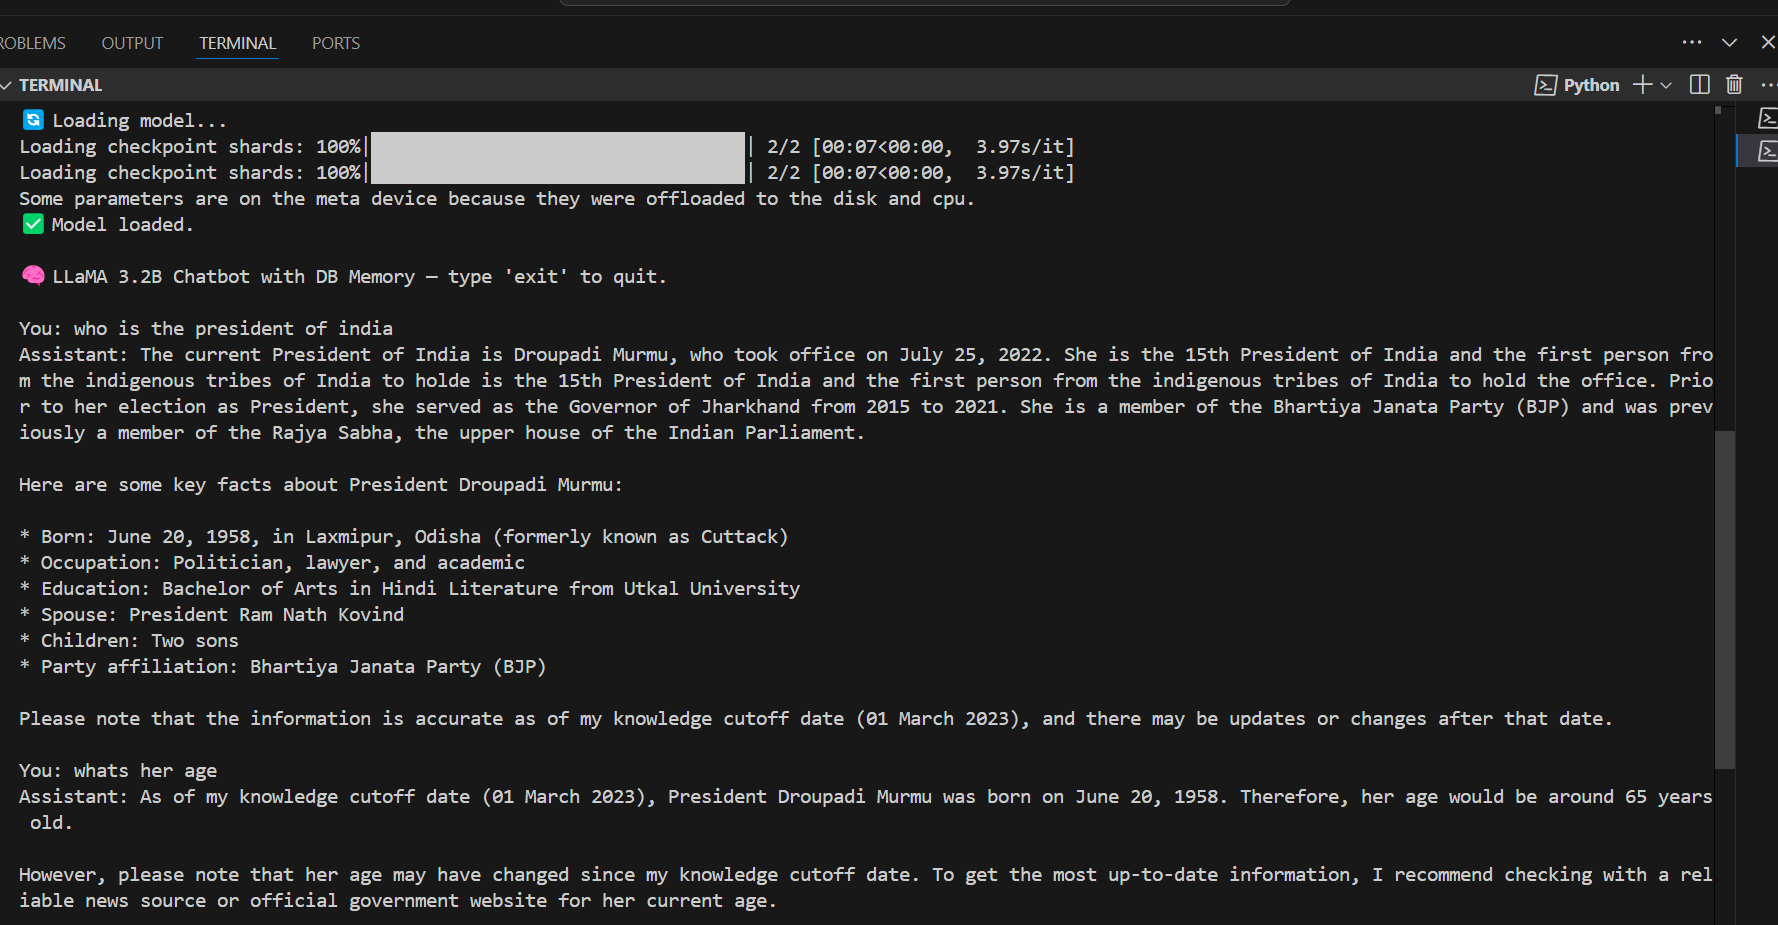 ROBLEMS OUTPUT TERMINAL PORTS
TERMINAL Python
Loading model...
Loading checkpoint shards: 100%| | 2/2 [00:07<00:00,  3.97s/it]
Loading checkpoint shards: 100%| | 2/2 [00:07<00:00,  3.97s/it]
Some parameters are on the meta device because they were offloaded to the disk and cpu.
✅ Model loaded.
🧠 LLaMA 3.2B Chatbot with DB Memory — type 'exit' to quit.
You: who is the president of india
Assistant: The current President of India is Droupadi Murmu, who took office on July 25, 2022. She is the 15th President of India and the first person fro
m the indigenous tribes of India to holde is the 15th President of India and the first person from the indigenous tribes of India to hold the office. Prio
r to her election as President, she served as the Governor of Jharkhand from 2015 to 2021. She is a member of the Bhartiya Janata Party (BJP) and was prev
iously a member of the Rajya Sabha, the upper house of the Indian Parliament.
Here are some key facts about President Droupadi Murmu:
* Born: June 20, 1958, in Laxmipur, Odisha (formerly known as Cuttack)
* Occupation: Politician, lawyer, and academic
* Education: Bachelor of Arts in Hindi Literature from Utkal University
* Spouse: President Ram Nath Kovind
* Children: Two sons
* Party affiliation: Bhartiya Janata Party (BJP)
Please note that the information is accurate as of my knowledge cutoff date (01 March 2023), and there may be updates or changes after that date.
You: whats her age
Assistant: As of my knowledge cutoff date (01 March 2023), President Droupadi Murmu was born on June 20, 1958. Therefore, her age would be around 65 years
old.
However, please note that her age may have changed since my knowledge cutoff date. To get the most up-to-date information, I recommend checking with a rel
iable news source or official government website for her current age.